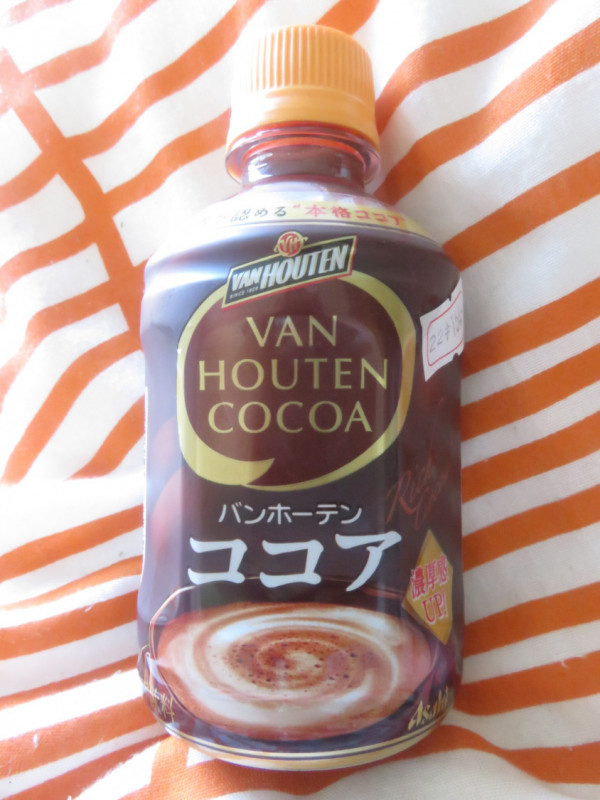 認める"本格ココア
VAN HOUTEN
VAN
HOUTEN
COCOA
バンホーテン
ココア
Rich
濃厚感
UP!
Asahi